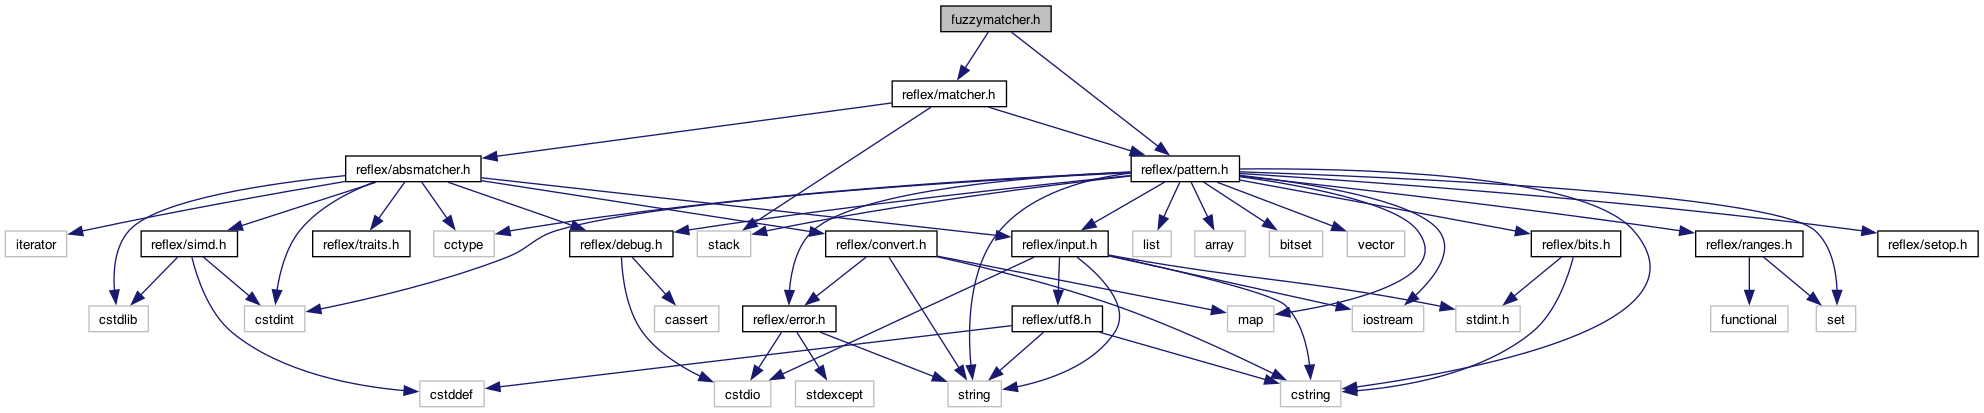 fuzzymatcher.h
reflex/matcher.h
reflex/absmatcher.h
reflex/pattern.h
iterator
reflex/simd.h
reflex/traits.h
cctype
reflex/debug.h
stack
reflex/convert.h
reflex/input.h
list
array
bitset
vector
reflex/bits.h
reflex/ranges.h
reflex/setop.h
cstdlib
cstdint
cassert
reflex/error.h
reflex/utf8.h
map
iostream
stdint.h
functional
set
cstddef
cstdio
stdexcept
string
cstring